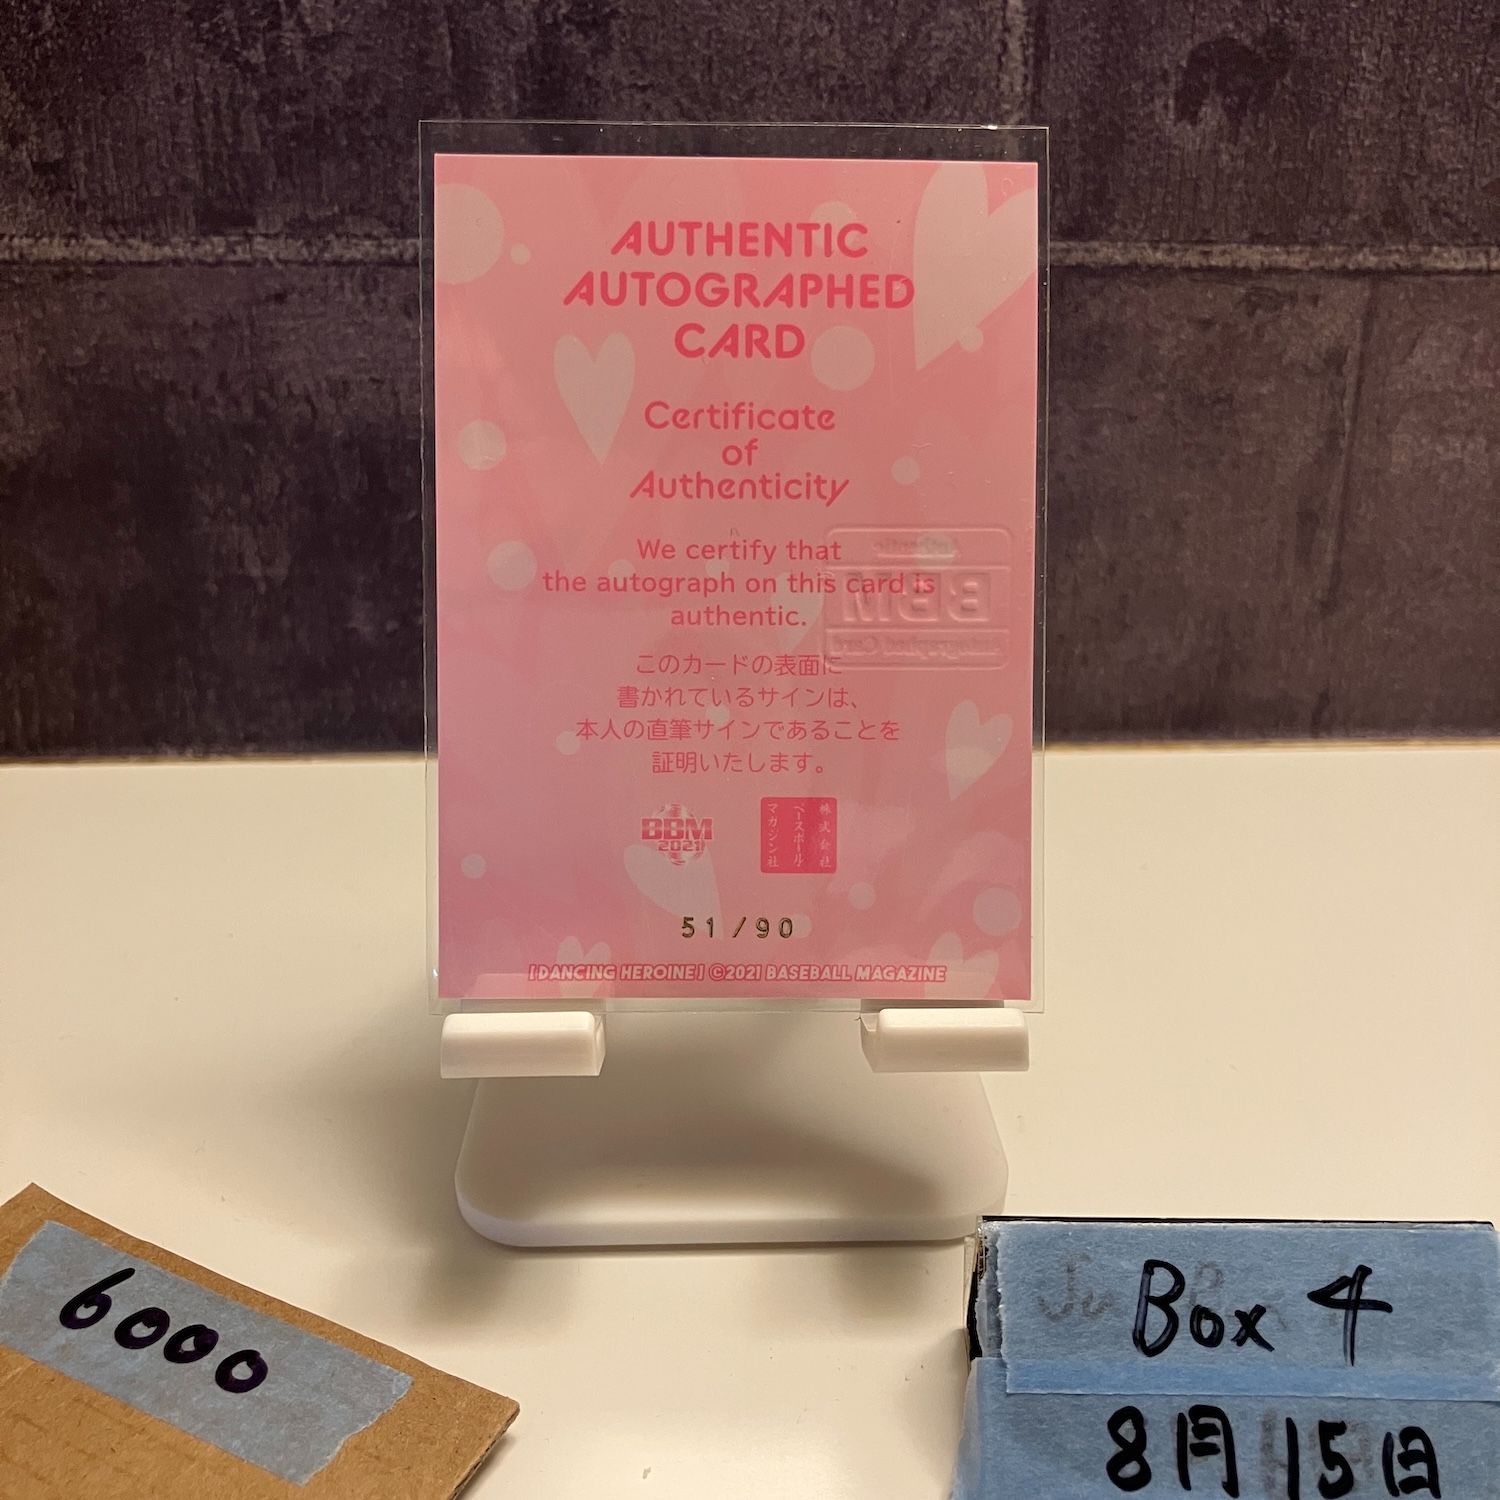 AUTHENTIC
AUTOGRAPHED
CARD
Certificate
of
Authenticity
We certify that
the autograph on this card is
authentic.
このカードの表面に
書かれているサインは、
本人の直筆サインであることを
証明いたします。
Authentic
BBM
Autographed Card
BBM
2021
株式会社
ベースボール・
マガジン社
51/90
[DANCING HEROINE] ©2021 BASEBALL MAGAZINE
6000
Box 4
8月15日